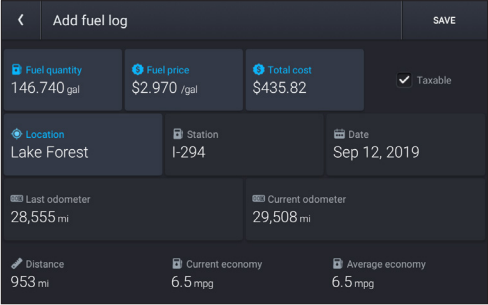 Add fuel log
SAVE
Fuel quantity
146.740 gal
Fuel price
$2.970 /gal
Total cost
$435.82
Taxable
Location
Lake Forest
Station
I-294
Date
Sep 12, 2019
Last odometer
28,555 mi
Current odometer
29,508 mi
Distance
953 mi
Current economy
6.5 mpg
Average economy
6.5 mpg